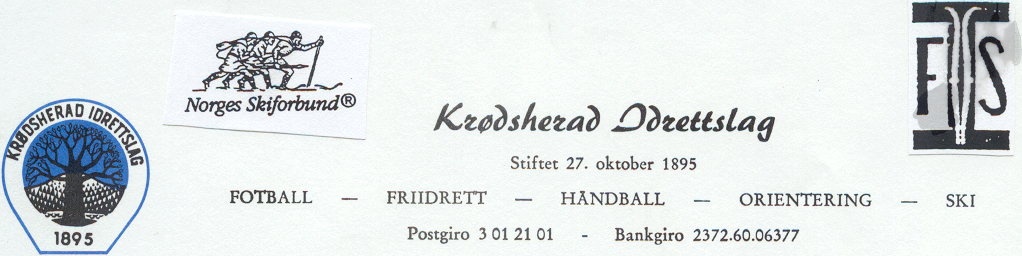 Norges Skiforbund®
FIS
KRØDSHERAD IDRETTSLAG
1895
Krødsherad Idrettslag
Stiftet 27. oktober 1895
FOTBALL — FRIIDRETT — HÅNDBALL — ORIENTERING — SKI
Postgiro 3 01 21 01 - Bankgiro 2372.60.06377